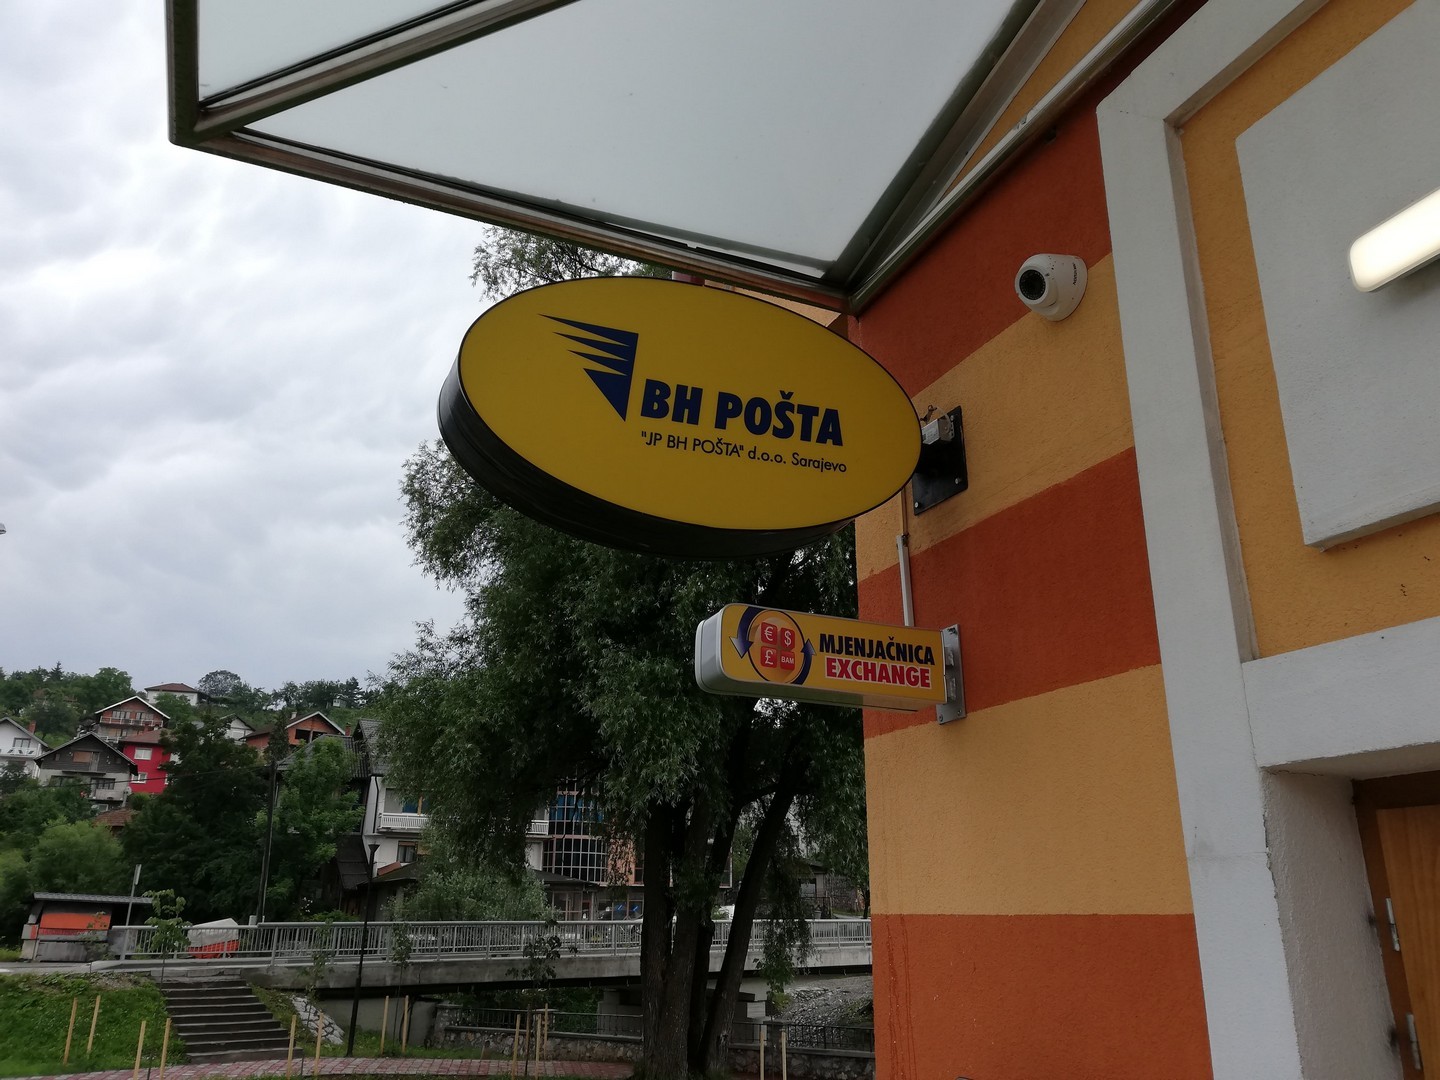 BH POŠTA
"JP BH POŠTA" d.o.o. Sarajevo
€ $
£ BAM
MJENJAČNICA
EXCHANGE